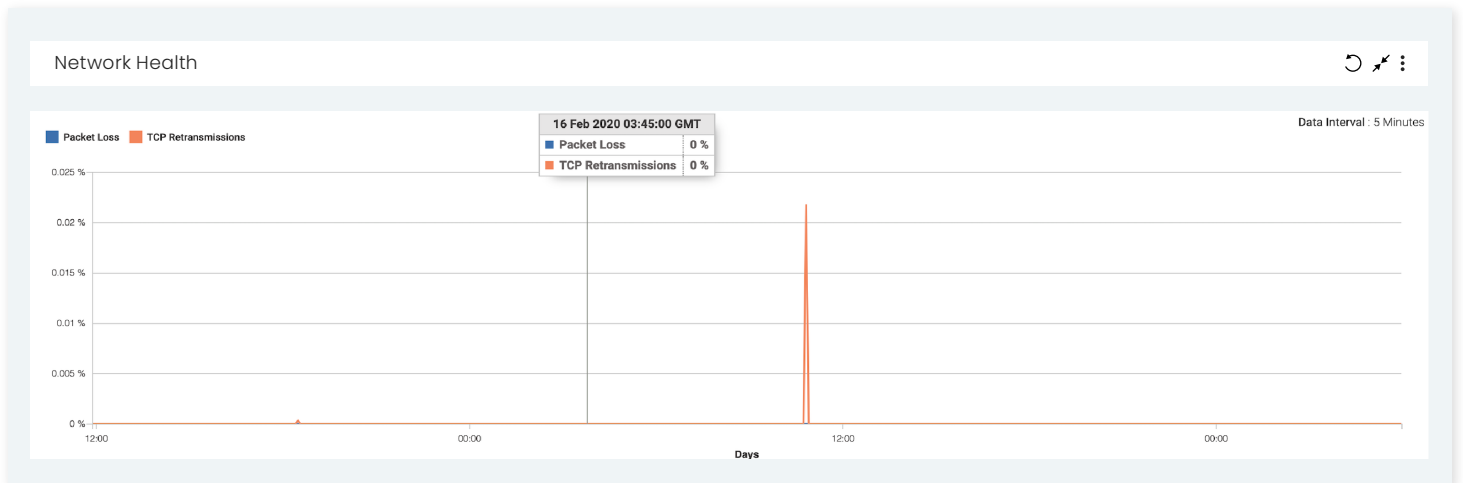 Network Health
Packet Loss TCP Retransmissions
16 Feb 2020 03:45:00 GMT
Packet Loss 0 %
TCP Retransmissions 0 %
Data Interval : 5 Minutes
0.025 %
0.02 %
0.015 %
0.01 %
0.005 %
0 %
12:00 00:00 12:00 00:00
Days